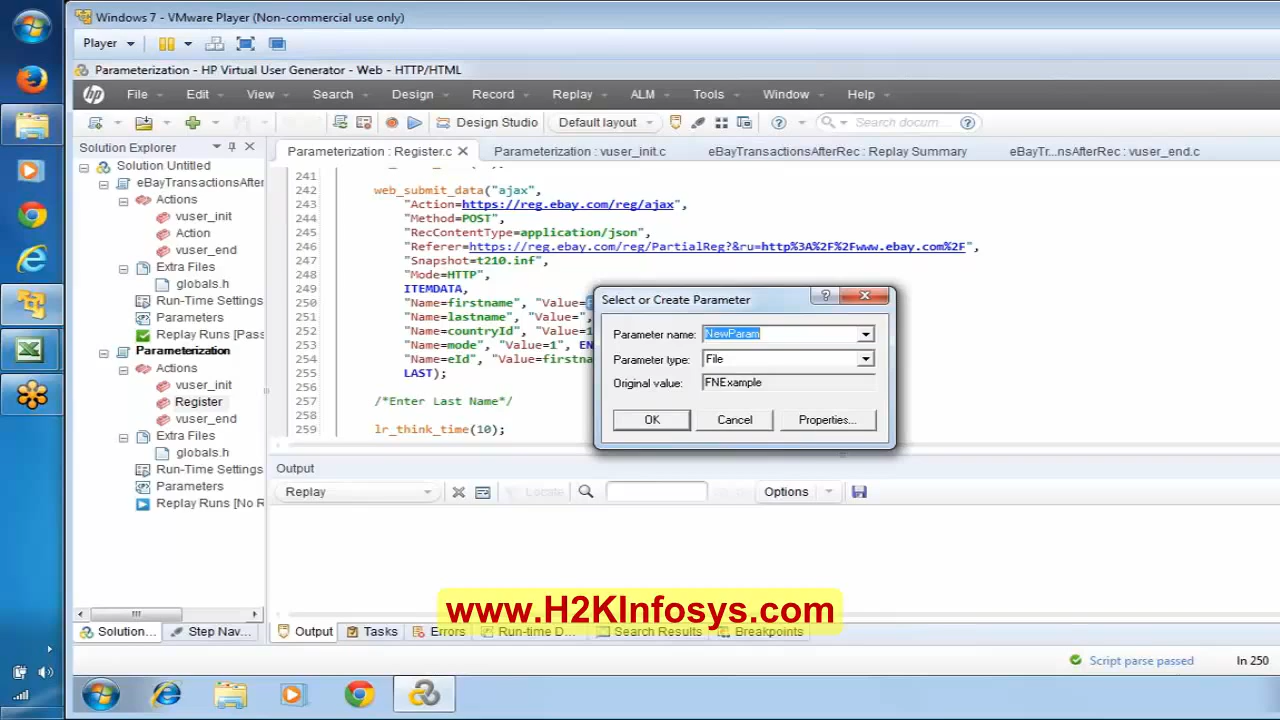 Windows 7 - VMware Player (Non-commercial use only)
Player
Parameterization - HP Virtual User Generator - Web - HTTP/HTML
hp File Edit View Search Design Record Replay ALM Tools Window Help
Design Studio Default layout Search docum
Solution Explorer
Parameterization : Register.c Parameterization : vuser_init.c eBayTransactionsAfterRec : Replay Summary eBayTr...nsAfterRec : vuser_end.c
Solution Untitled
eBayTransactionsAfter
Actions
vuser_init
Action
vuser_end
Extra Files
globals.h
Run-Time Settings
Parameters
Replay Runs [Pass
Parameterization
Actions
vuser_init
Register
vuser_end
Extra Files
globals.h
Run-Time Settings
Parameters
Replay Runs [No R
241
242 web_submit_data("ajax",
243 "Action=https://reg.ebay.com/reg/ajax",
244 "Method=POST",
245 "RecContentType=application/json",
246 "Referer=https://reg.ebay.com/reg/PartialReg?&ru=http%3A%2F%2Fwww.ebay.com%2F",
247 "Snapshot=t210.inf",
248 "Mode=HTTP",
249 ITEMDATA,
250 "Name=firstname", "Value=
251 "Name=lastname", "Value=",
252 "Name=countryId", "Value=1
253 "Name=mode", "Value=1", EN
254 "Name=eId", "Value=firstna
255 LAST);
256
257 /*Enter Last Name*/
258
259 lr_think_time(10);
Select or Create Parameter
Parameter name: NewParam
Parameter type: File
Original value: FNExample
OK Cancel Properties...
Output
Replay Locate Options
www.H2KInfosys.com
Solution... Step Nav... Output Tasks Errors Run-time D... Search Results Breakpoints
Script parse passed ln 250